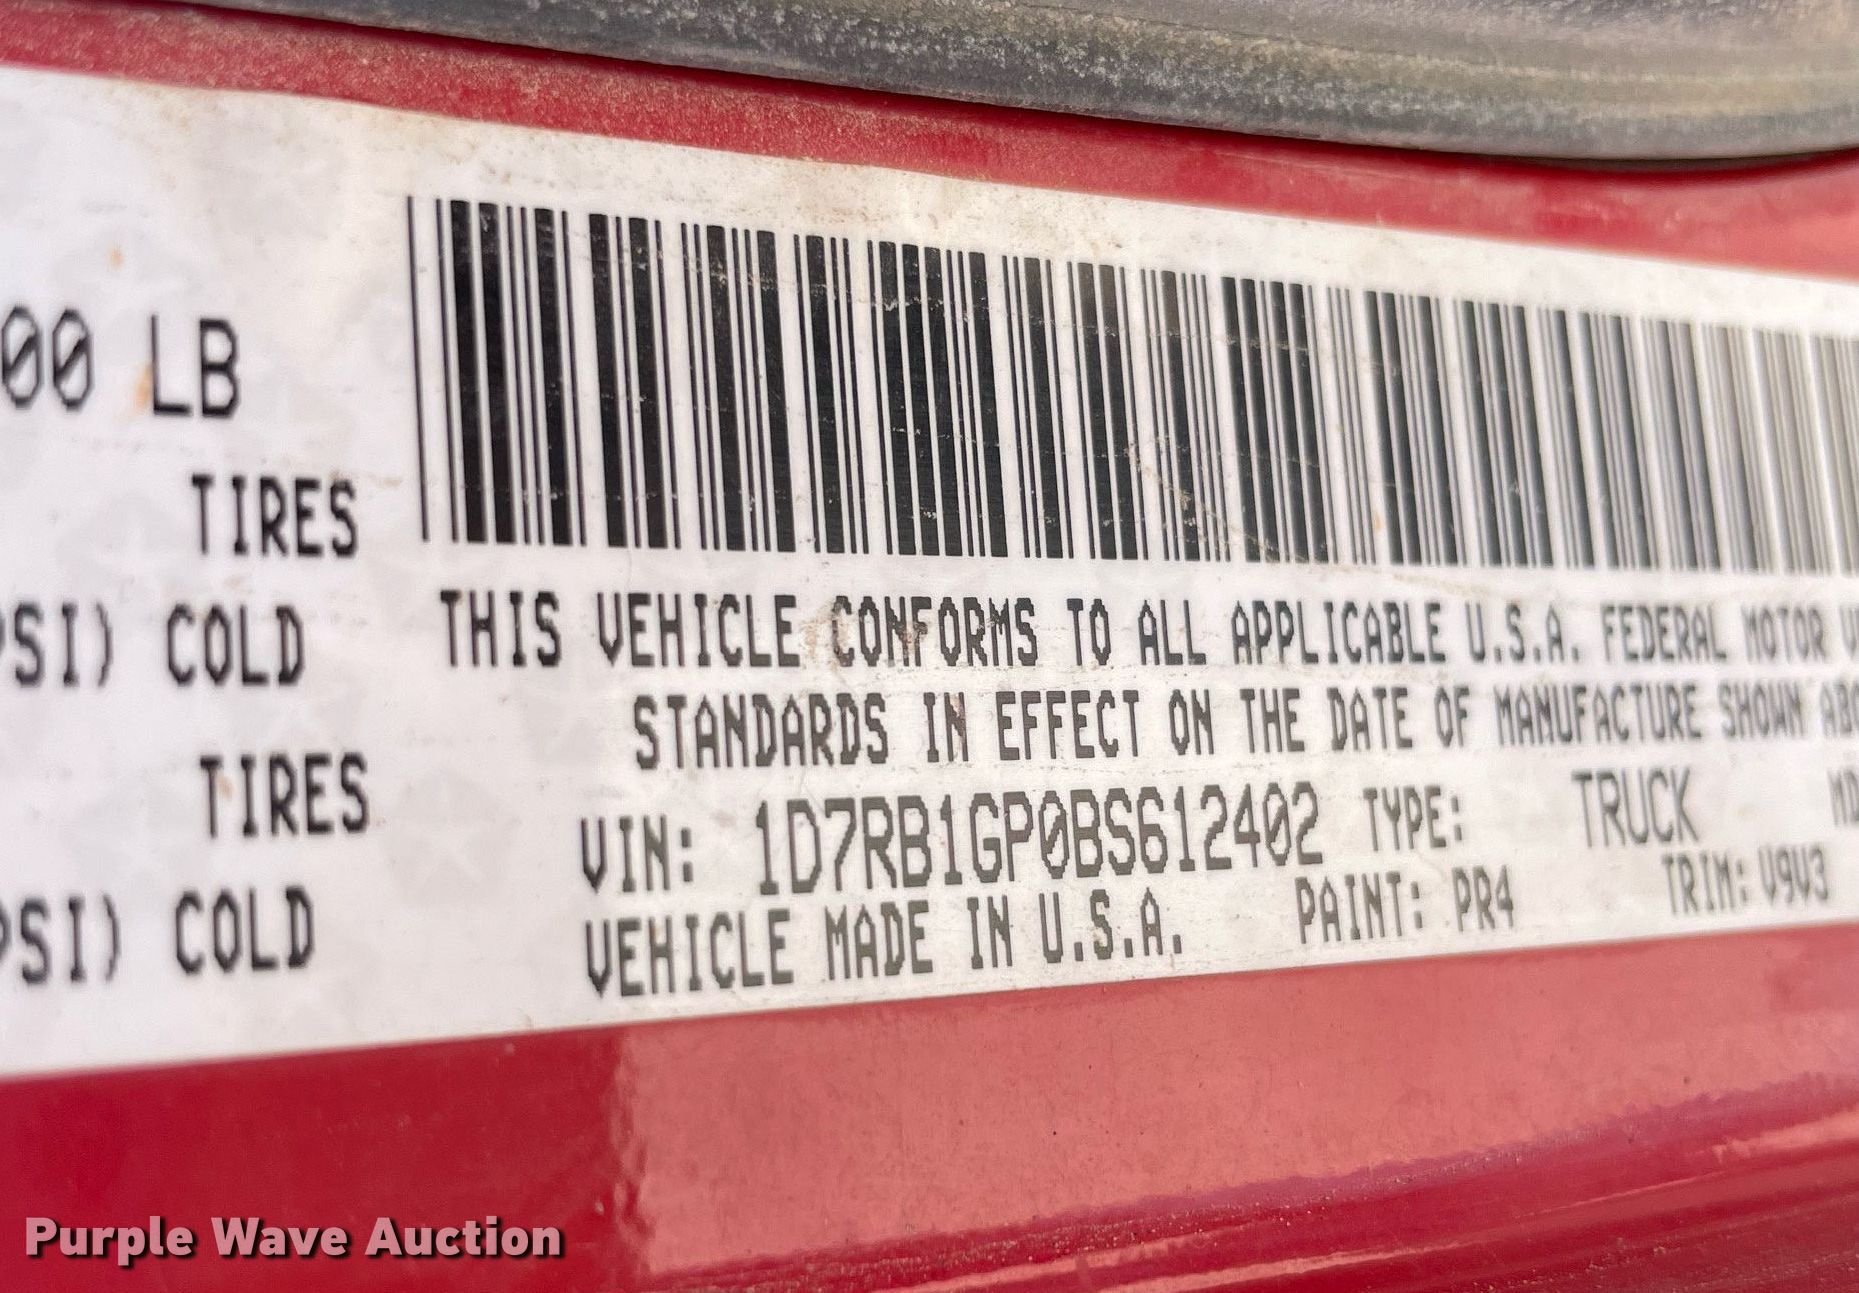 00 LB
TIRES
PSI) COLD
TIRES
PSI) COLD
THIS VEHICLE CONFORMS TO ALL APPLICABLE U.S.A. FEDERAL MOTOR
STANDARDS IN EFFECT ON THE DATE OF MANUFACTURE SHOWN
VIN: 1D7RB1GP0BS612402 TYPE: TRUCK MD
VEHICLE MADE IN U.S.A. PAINT: PR4 TRIM: V9V3
Purple Wave Auction